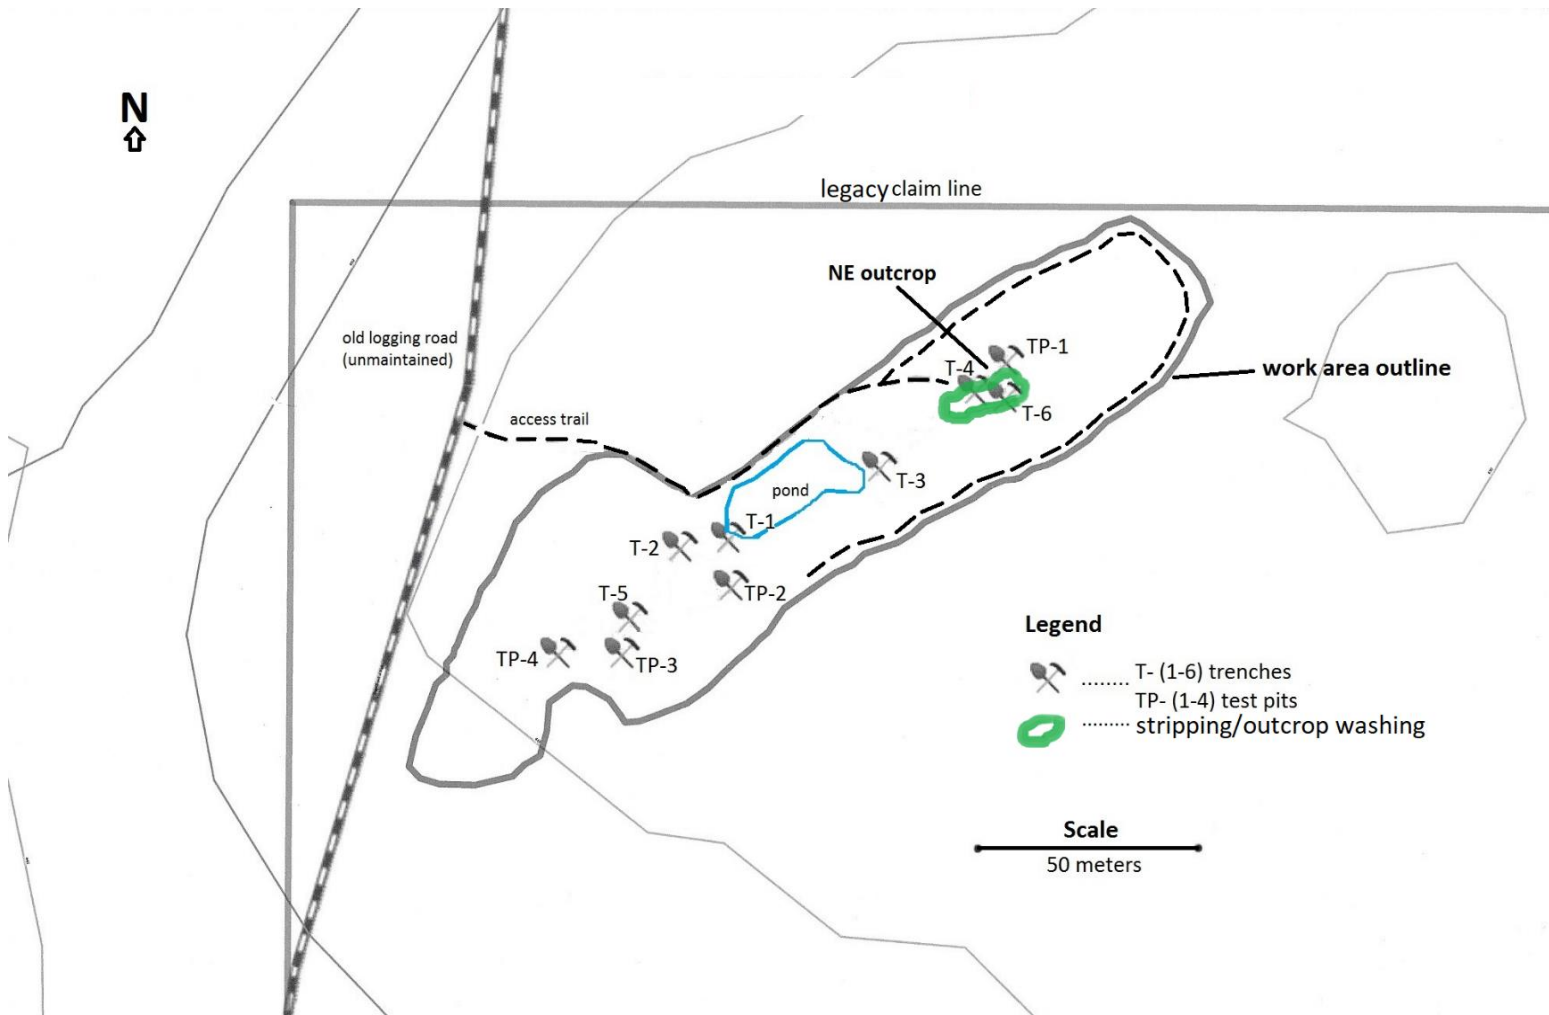 N
legacy claim line
NE outcrop
old logging road
(unmaintained)
TP-1
T-4
work area outline
T-6
access trail
T-3
pond
T-1
T-2
TP-2
T-5
TP-4
TP-3
Legend
........ T- (1-6) trenches
TP- (1-4) test pits
........... stripping/outcrop washing
Scale
50 meters